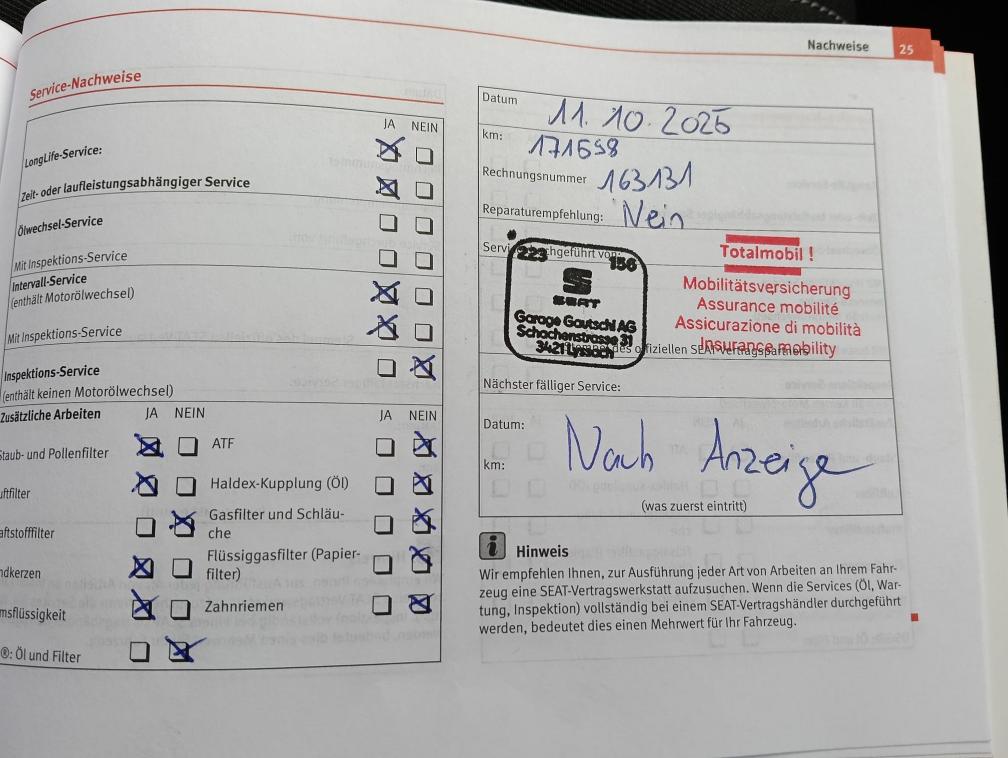 Nachweise 25
Service-Nachweise
JA NEIN
LongLife-Service:
Zeit- oder laufleistungsabhängiger Service
Ölwechsel-Service
Mit Inspektions-Service
Intervall-Service
(enthält Motorölwechsel)
Mit Inspektions-Service
Inspektions-Service
(enthält keinen Motorölwechsel)
Zusätzliche Arbeiten JA NEIN JA NEIN
Staub- und Pollenfilter ATF
uftfilter Haldex-Kupplung (Öl)
aftstofffilter Gasfilter und Schläu-
che
ndkerzen Flüssiggasfilter (Papier-
filter)
msflüssigkeit Zahnriemen
®: Öl und Filter
Datum 11. 10. 2025
km: 171698
Rechnungsnummer 163131
Reparaturempfehlung: Nein
Service durchgeführt von:
223 156
SEAT
Garage Gautschi AG
Schachenstrasse 31
3421 Lyssach
Totalmobil !
Mobilitätsversicherung
Assurance mobilité
Assicurazione di mobilità
Insurance mobility
des offiziellen SEAT-Vertragspartners
Nächster fälliger Service:
Datum:
km: Nach Anzeige
(was zuerst eintritt)
i Hinweis
Wir empfehlen Ihnen, zur Ausführung jeder Art von Arbeiten an Ihrem Fahr-
zeug eine SEAT-Vertragswerkstatt aufzusuchen. Wenn die Services (Öl, War-
tung, Inspektion) vollständig bei einem SEAT-Vertragshändler durchgeführt
werden, bedeutet dies einen Mehrwert für Ihr Fahrzeug.